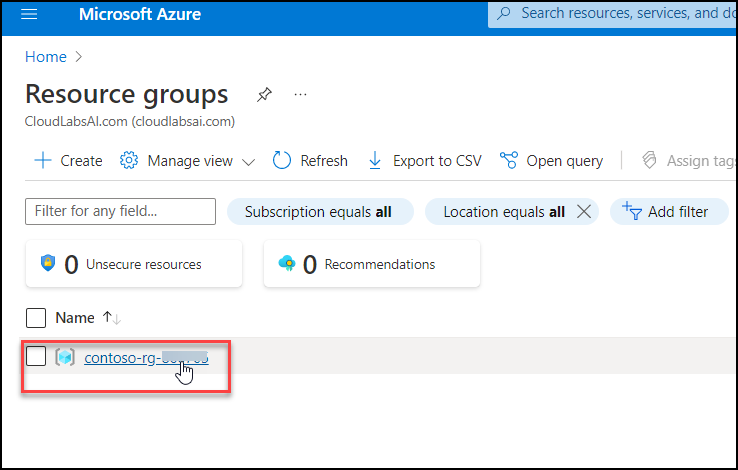 Microsoft Azure
Search resources, services, and do
Home
Resource groups
CloudLabsAI.com (cloudlabsai.com)
Create Manage view Refresh Export to CSV Open query Assign tags
Filter for any field... Subscription equals all Location equals all Add filter
0 Unsecure resources 0 Recommendations
Name
contoso-rg-